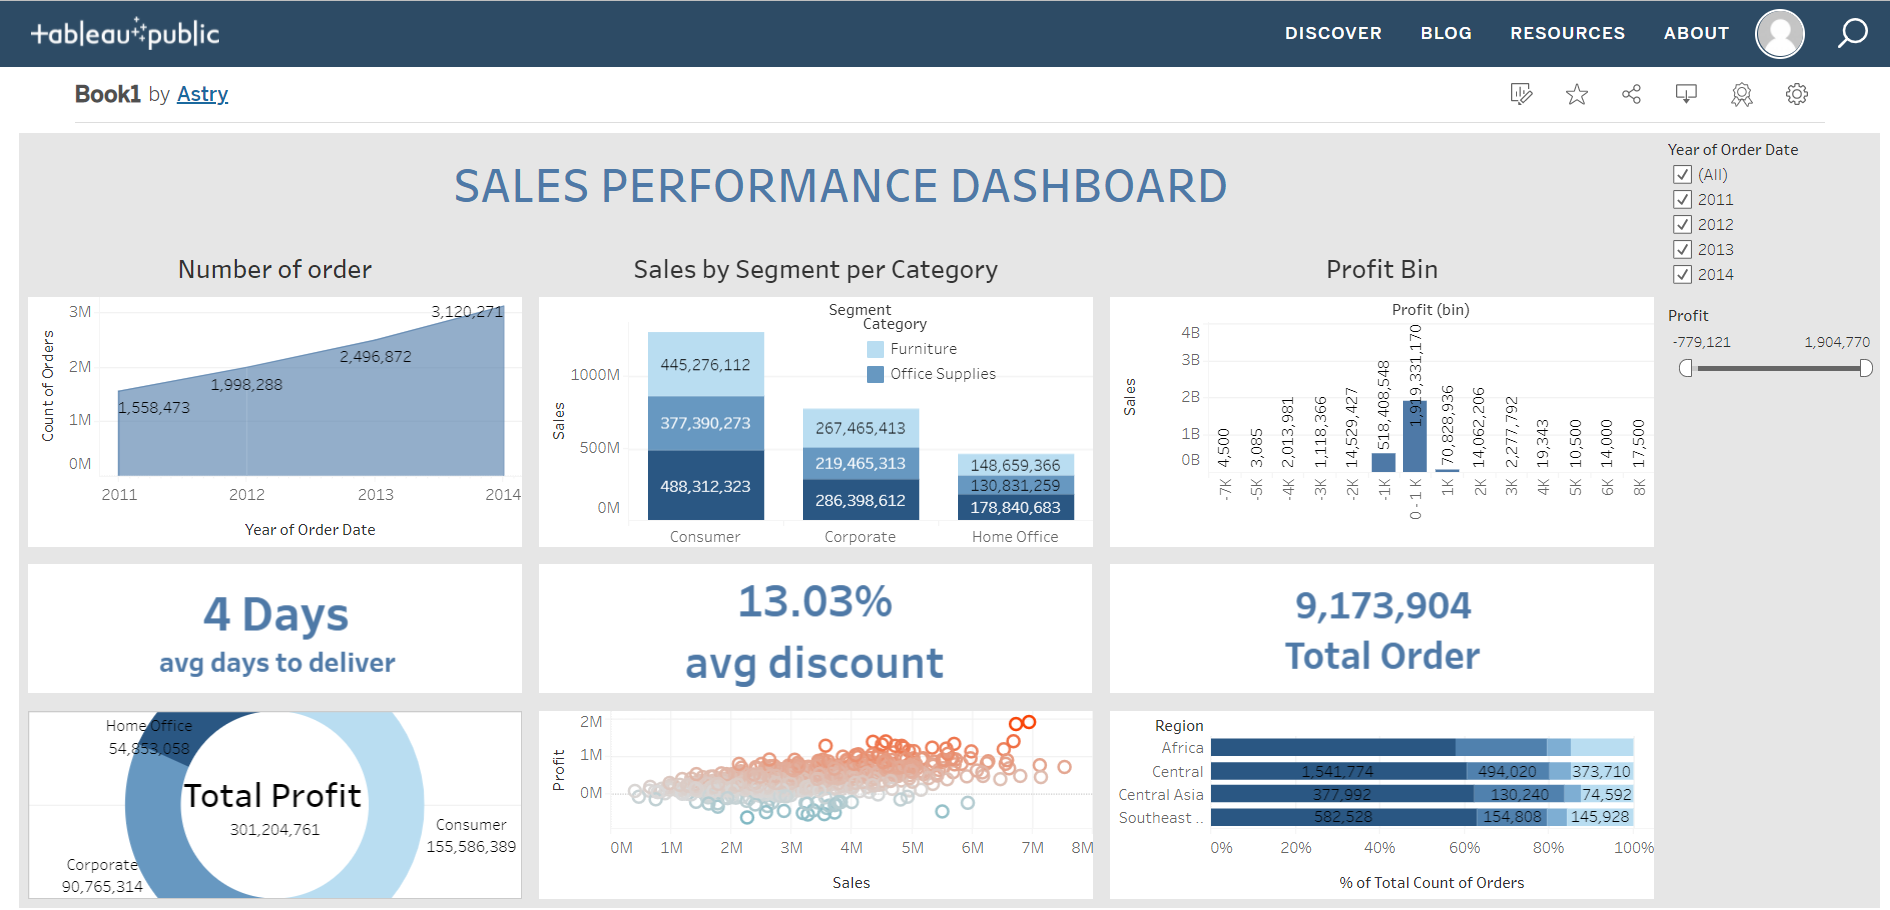 tableau public
DISCOVER BLOG RESOURCES ABOUT
Book1 by Astry
SALES PERFORMANCE DASHBOARD
Year of Order Date
(All)
2011
2012
2013
2014
Profit
-779,121 1,904,770
Number of order
Count of Orders
3M
2M
1M
0M
1,558,473
1,998,288
2,496,872
3,120,271
2011 2012 2013 2014
Year of Order Date
Sales by Segment per Category
Segment
Category
Furniture
Office Supplies
Sales
1000M
500M
0M
445,276,112
377,390,273
488,312,323
267,465,413
219,465,313
286,398,612
148,659,366
130,831,259
178,840,683
Consumer Corporate Home Office
Profit Bin
Profit (bin)
Sales
4B
3B
2B
1B
0B
4,500
3,085
2,013,981
1,118,366
14,529,427
518,408,548
1,919,331,170
70,828,936
14,062,206
2,277,792
19,343
10,500
14,000
17,500
-7K -5K -4K -3K -2K -1K 0 - 1 K 1K 2K 3K 4K 5K 6K 8K
4 Days
avg days to deliver
13.03%
avg discount
9,173,904
Total Order
Home Office
54,853,058
Total Profit
301,204,761
Consumer
155,586,389
Corporate
90,765,314
Profit
2M
1M
0M
0M 1M 2M 3M 4M 5M 6M 7M 8M
Sales
Region
Africa
Central 1,541,774 494,020 373,710
Central Asia 377,992 130,240 74,592
Southeast .. 582,528 154,808 145,928
0% 20% 40% 60% 80% 100%
% of Total Count of Orders